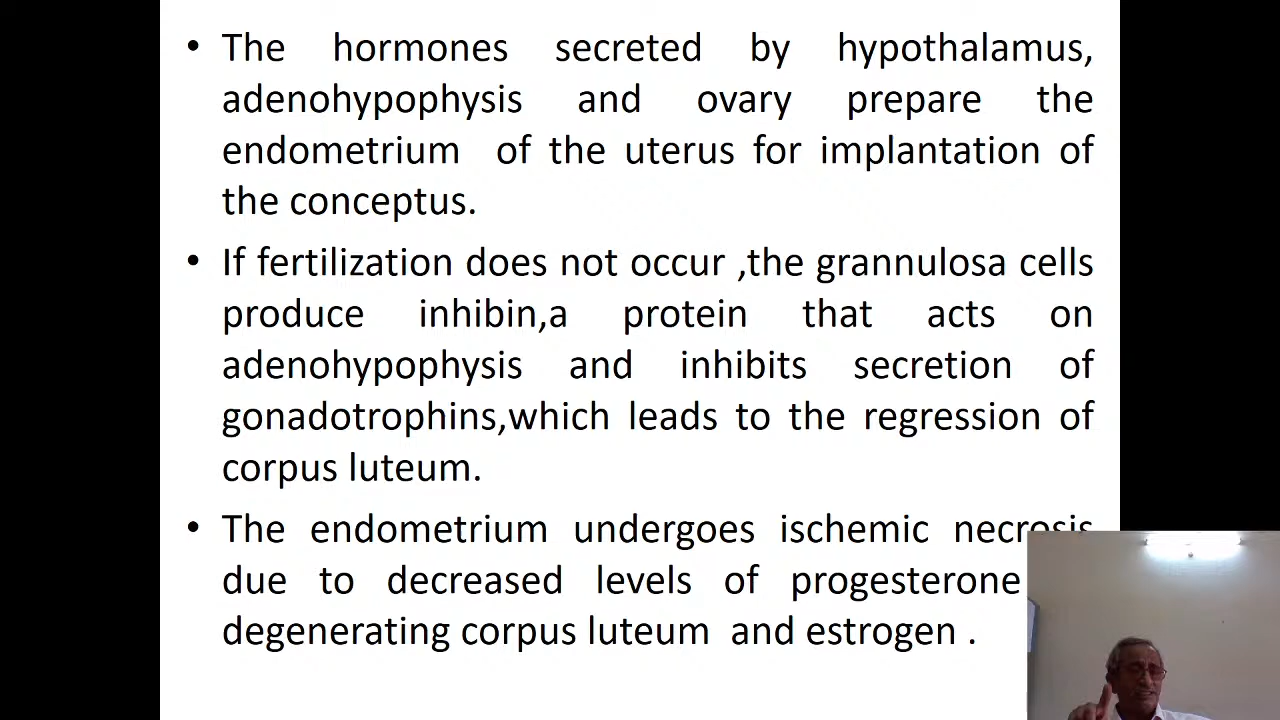 • The hormones secreted by hypothalamus,
adenohypophysis and ovary prepare the
endometrium of the uterus for implantation of
the conceptus.
• If fertilization does not occur ,the grannulosa cells
produce inhibin,a protein that acts on
adenohypophysis and inhibits secretion of
gonadotrophins,which leads to the regression of
corpus luteum.
• The endometrium undergoes ischemic necrosis
due to decreased levels of progesterone
degenerating corpus luteum and estrogen .